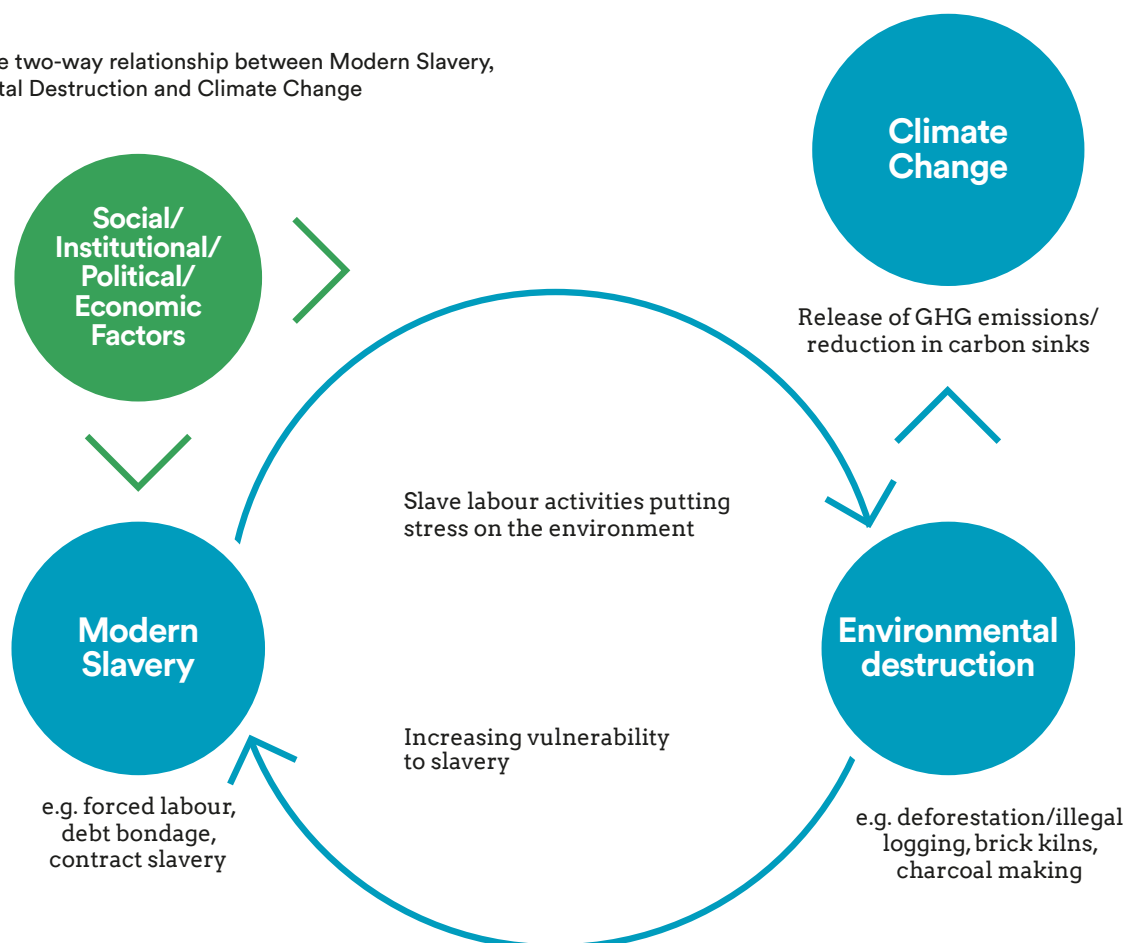 e two-way relationship between Modern Slavery,
tal Destruction and Climate Change
Climate
Change
Social/
Institutional/
Political/
Economic
Factors
Release of GHG emissions/
reduction in carbon sinks
Slave labour activities putting
stress on the environment
Modern
Slavery
Environmental
destruction
Increasing vulnerability
to slavery
e.g. forced labour,
debt bondage,
contract slavery
e.g. deforestation/illegal
logging, brick kilns,
charcoal making